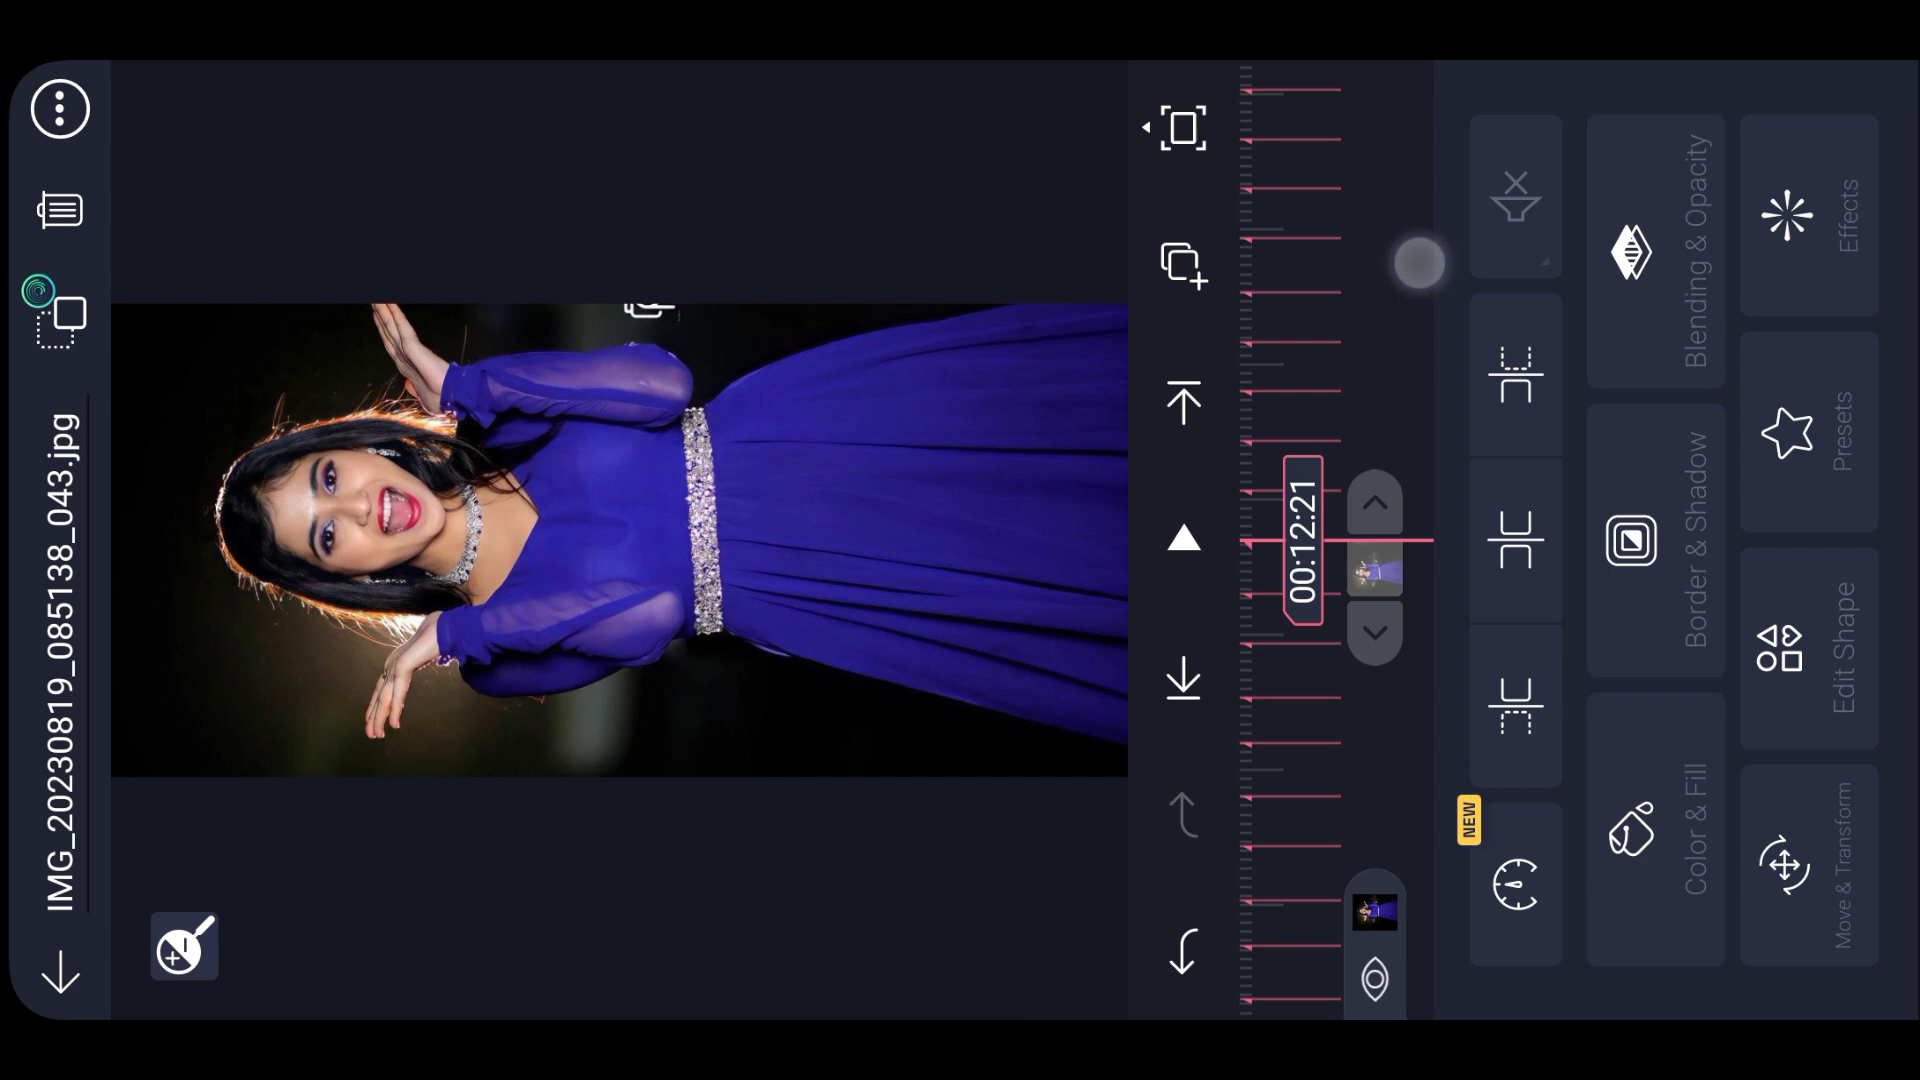 IMG_20230819_085138_043.jpg
00:12:21
NEW
Color & Fill
Border & Shadow
Blending & Opacity
Move & Transform
Edit Shape
Presets
Effects